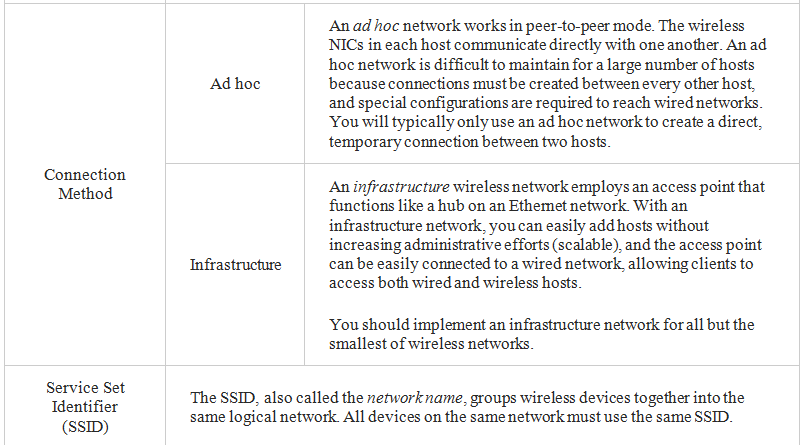 Connection
Method
Ad hoc
An ad hoc network works in peer-to-peer mode. The wireless
NICs in each host communicate directly with one another. An ad
hoc network is difficult to maintain for a large number of hosts
because connections must be created between every other host,
and special configurations are required to reach wired networks.
You will typically only use an ad hoc network to create a direct,
temporary connection between two hosts.
Infrastructure
An infrastructure wireless network employs an access point that
functions like a hub on an Ethernet network. With an
infrastructure network, you can easily add hosts without
increasing administrative efforts (scalable), and the access point
can be easily connected to a wired network, allowing clients to
access both wired and wireless hosts.
You should implement an infrastructure network for all but the
smallest of wireless networks.
Service Set
Identifier
(SSID)
The SSID, also called the network name, groups wireless devices together into the
same logical network. All devices on the same network must use the same SSID.